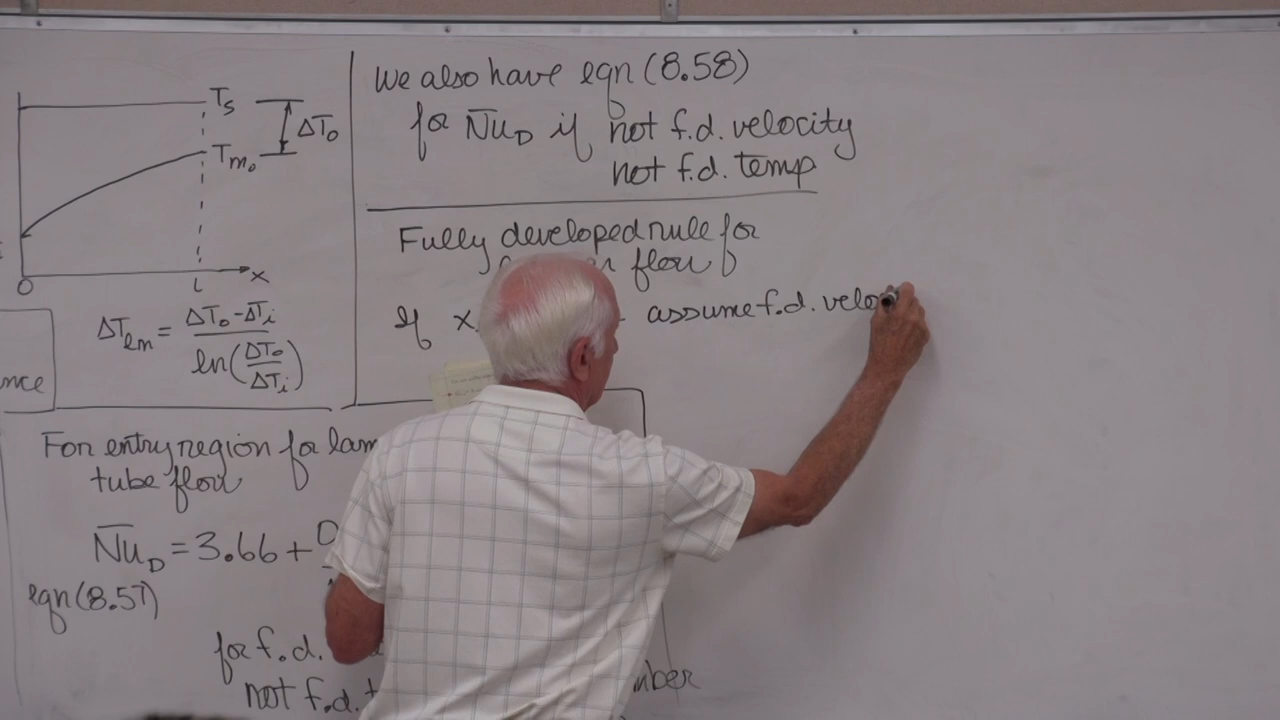 Ts
ΔTo
Tmo
0
L
x
ΔTlm = ΔTo - ΔTi / ln(ΔTo / ΔTi)
nce
For entry region for lam
tube flow
N̄uD = 3.66 +
eqn (8.57)
for f.d.
not f.d. t
mber
We also have eqn (8.58)
for N̄uD if not f.d. velocity
not f.d. temp
Fully developed rule for
flow
If x assume f.d. velo